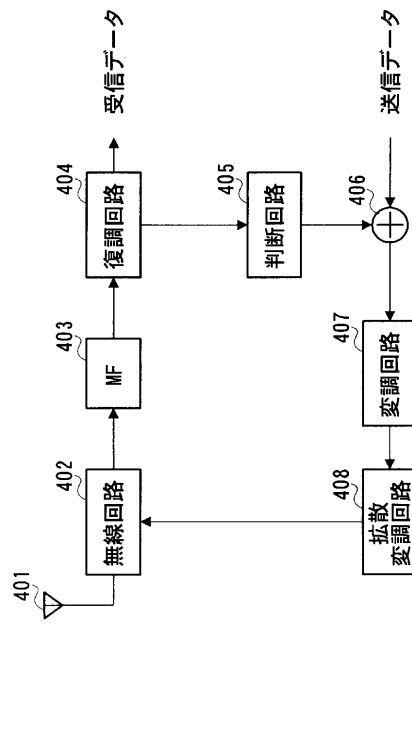 401
402
無線回路
403
MF
404
復調回路
受信データ
405
判断回路
406
送信データ
407
変調回路
408
拡散
変調回路